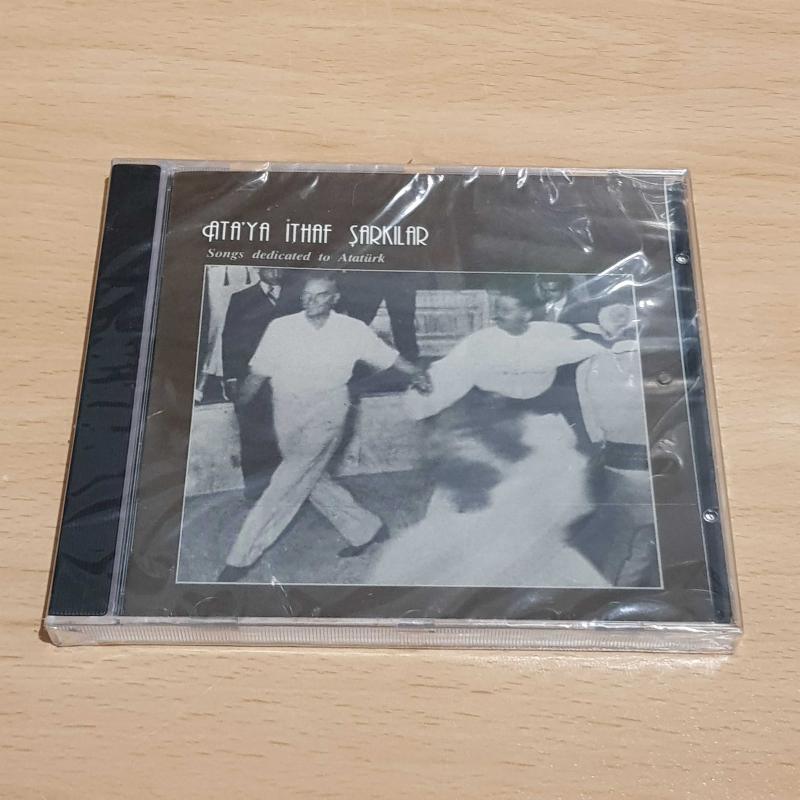 ATA'YA İTHAF ŞARKILAR
Songs dedicated to Atatürk